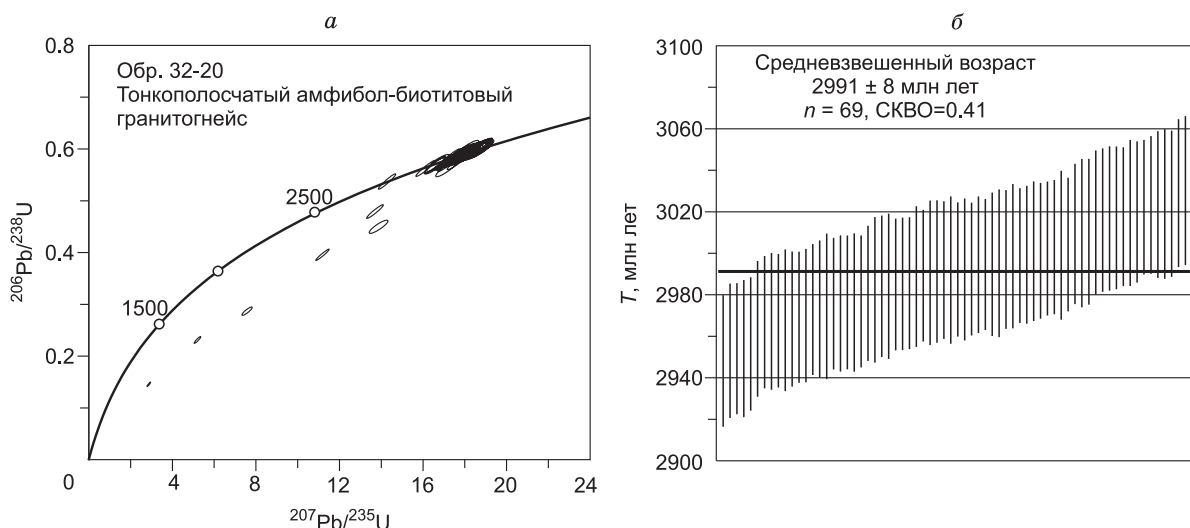 а
0.8
0.6
0.4
0.2
0
4
8
12
16
20
24
206Pb/238U
207Pb/235U
Обр. 32-20
Тонкополосчатый амфибол-биотитовый
гранитогнейс
2500
1500
б
3100
3060
3020
2980
2940
2900
T, млн лет
Средневзвешенный возраст
2991 ± 8 млн лет
n = 69, СКВО=0.41